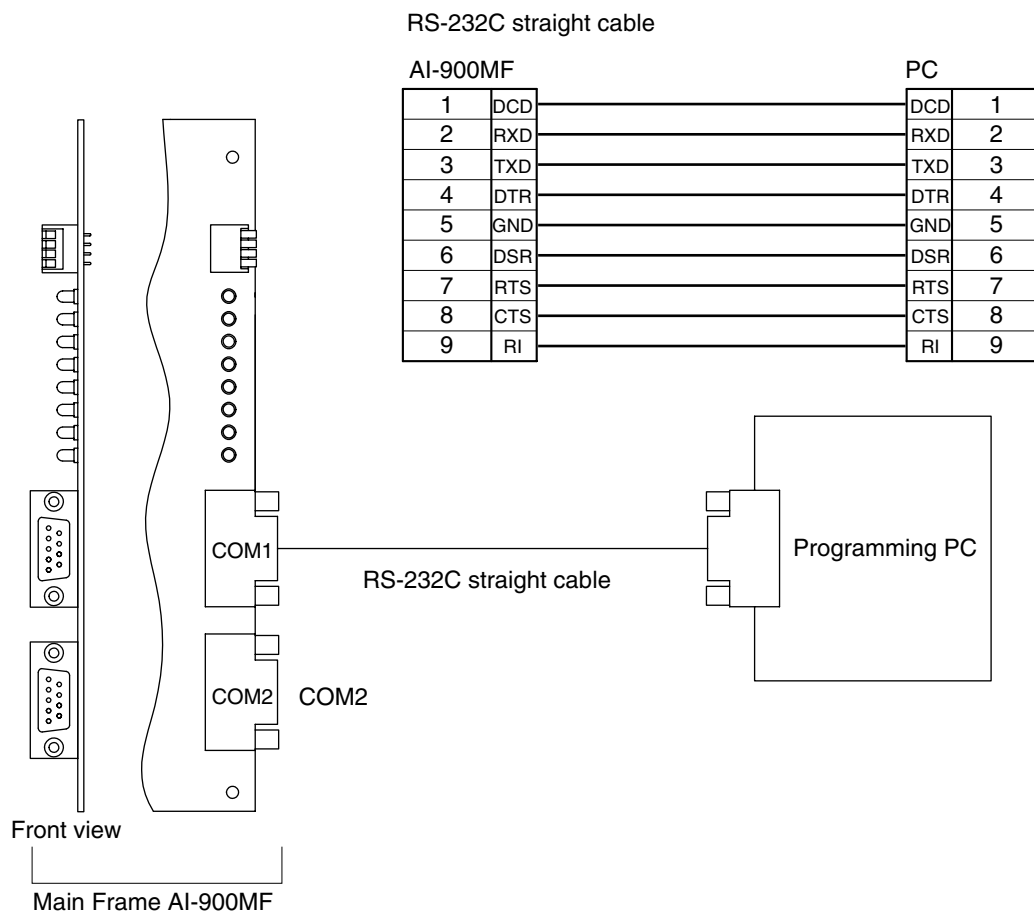 RS-232C straight cable
AI-900MF PC
1 DCD DCD 1
2 RXD RXD 2
3 TXD TXD 3
4 DTR DTR 4
5 GND GND 5
6 DSR DSR 6
7 RTS RTS 7
8 CTS CTS 8
9 RI RI 9
COM1
RS-232C straight cable
Programming PC
COM2 COM2
Front view
Main Frame AI-900MF